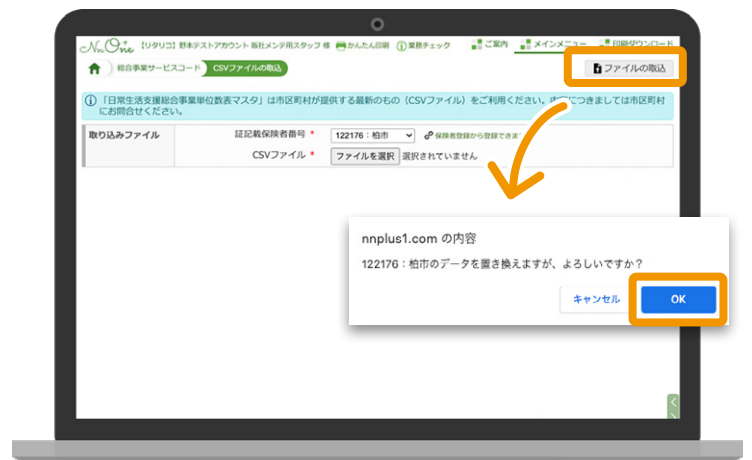 NnOne 【リタリコ】野本テストアカウント 販社メンテ用スタッフ 様 かんたん印刷 業務チェック ご案内 メインメニュー 印刷ダウンロード
総合事業サービスコード CSVファイルの取込 ファイルの取込
「日常生活支援総合事業単位数表マスタ」は市区町村が提供する最新のもの（CSVファイル）をご利用ください。 につきましては市区町村
にお問合せください。
取り込みファイル 証記載保険者番号 * 122176：柏市 保険者登録から登録でき
CSVファイル * ファイルを選択 選択されていません
nnplus1.com の内容
122176：柏市のデータを置き換えますが、よろしいですか？
キャンセル OK